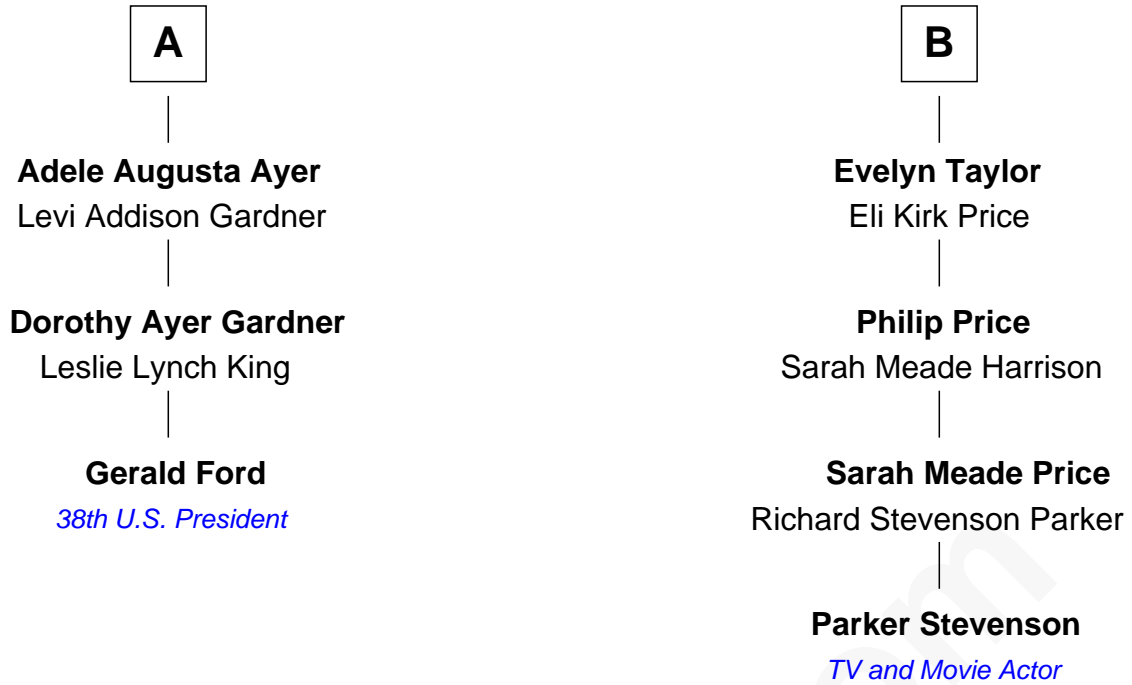 A
Adele Augusta Ayer
Levi Addison Gardner
Dorothy Ayer Gardner
Leslie Lynch King
Gerald Ford
38th U.S. President
B
Evelyn Taylor
Eli Kirk Price
Philip Price
Sarah Meade Harrison
Sarah Meade Price
Richard Stevenson Parker
Parker Stevenson
TV and Movie Actor